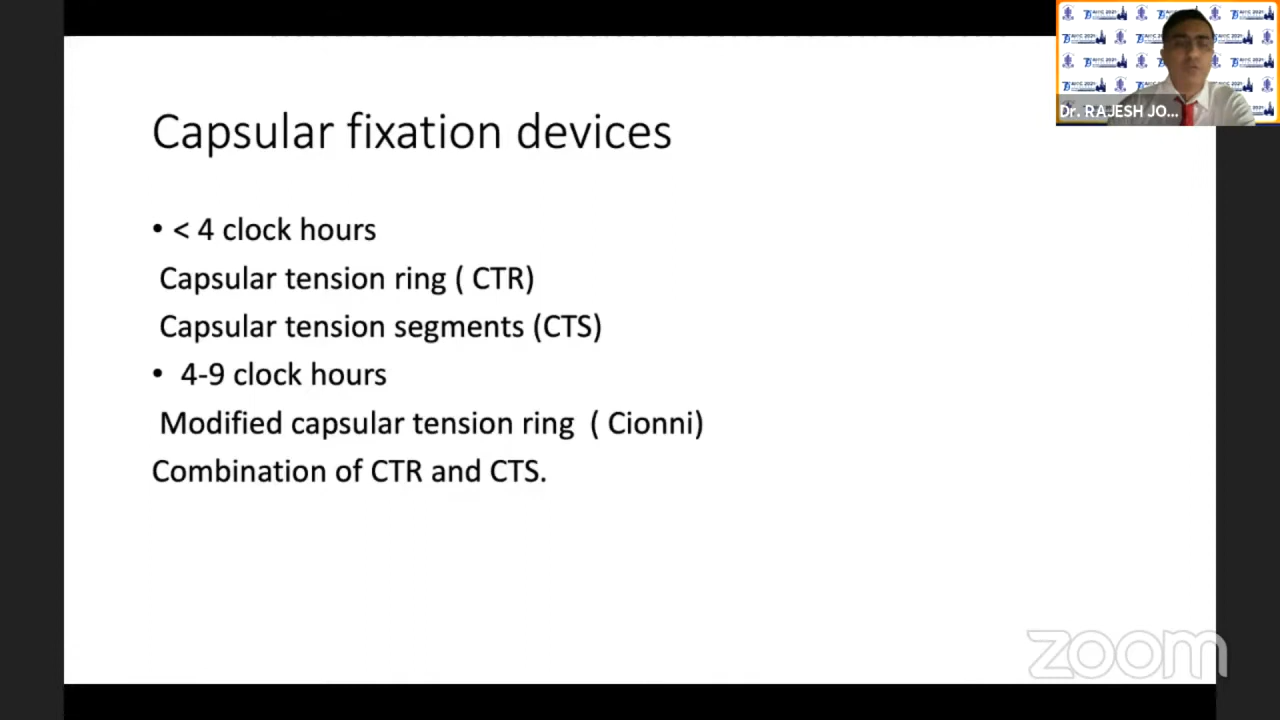 Capsular fixation devices
• < 4 clock hours
Capsular tension ring ( CTR)
Capsular tension segments (CTS)
• 4-9 clock hours
Modified capsular tension ring ( Cionni)
Combination of CTR and CTS.
Dr. RAJESH JO...
zoom